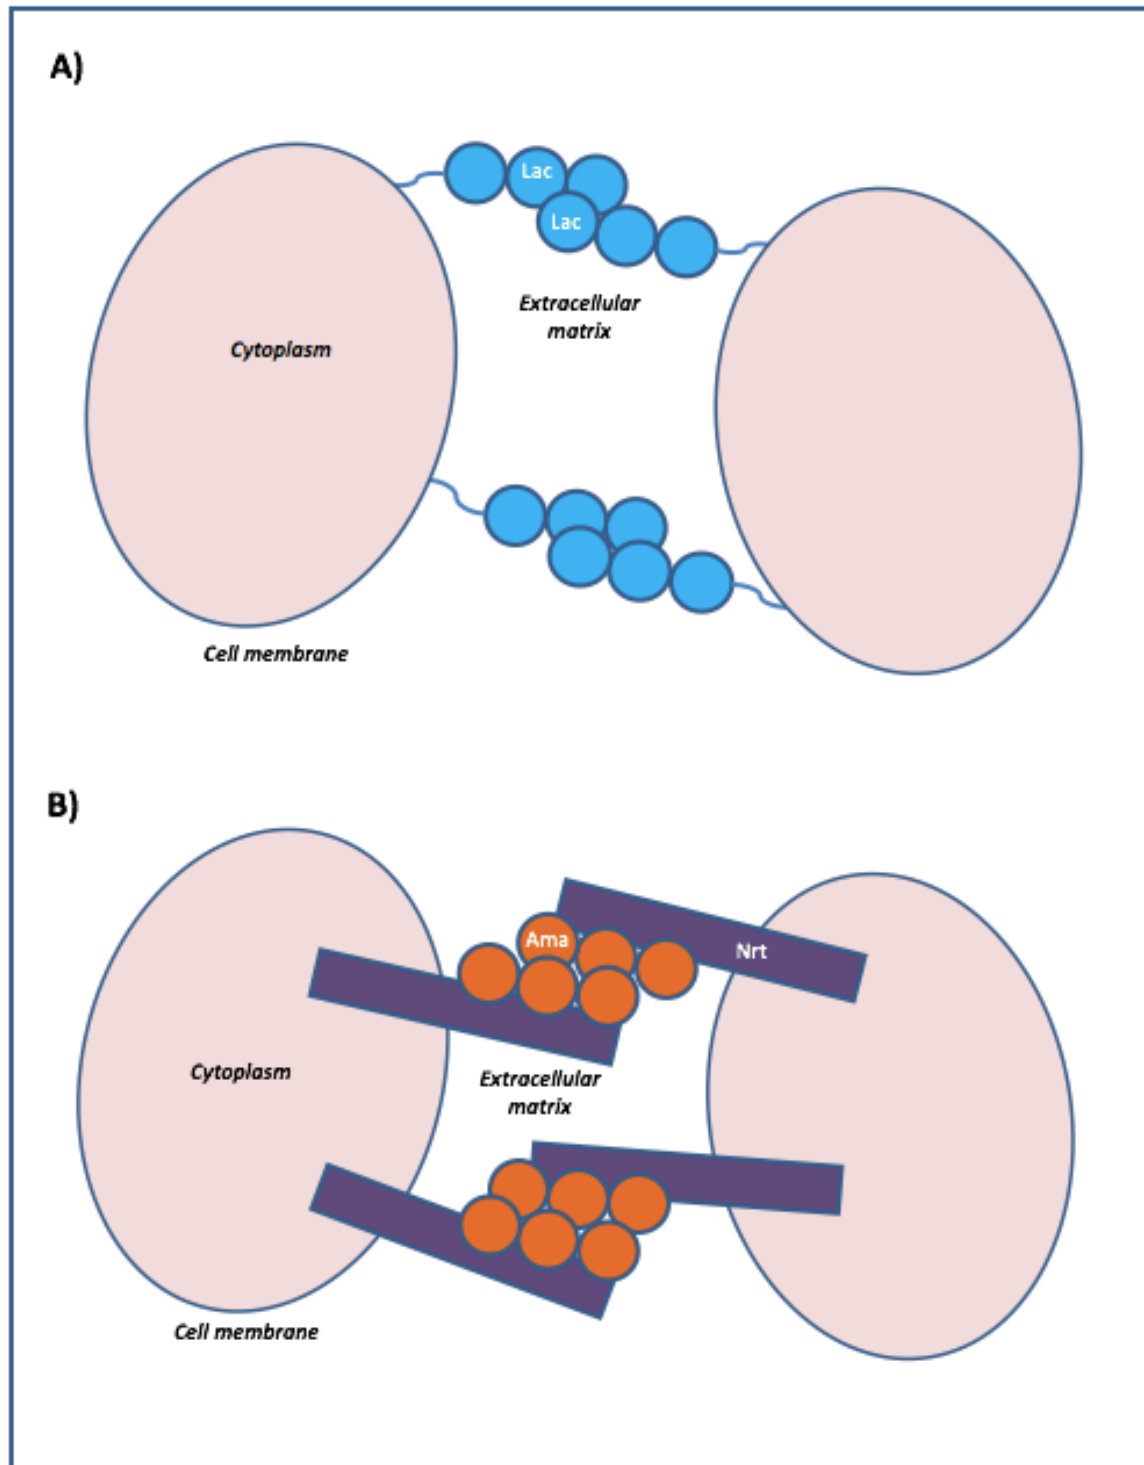 A)
Lac
Lac
Extracellular
matrix
Cytoplasm
Cell membrane
B)
Ama
Nrt
Cytoplasm
Extracellular
matrix
Cell membrane